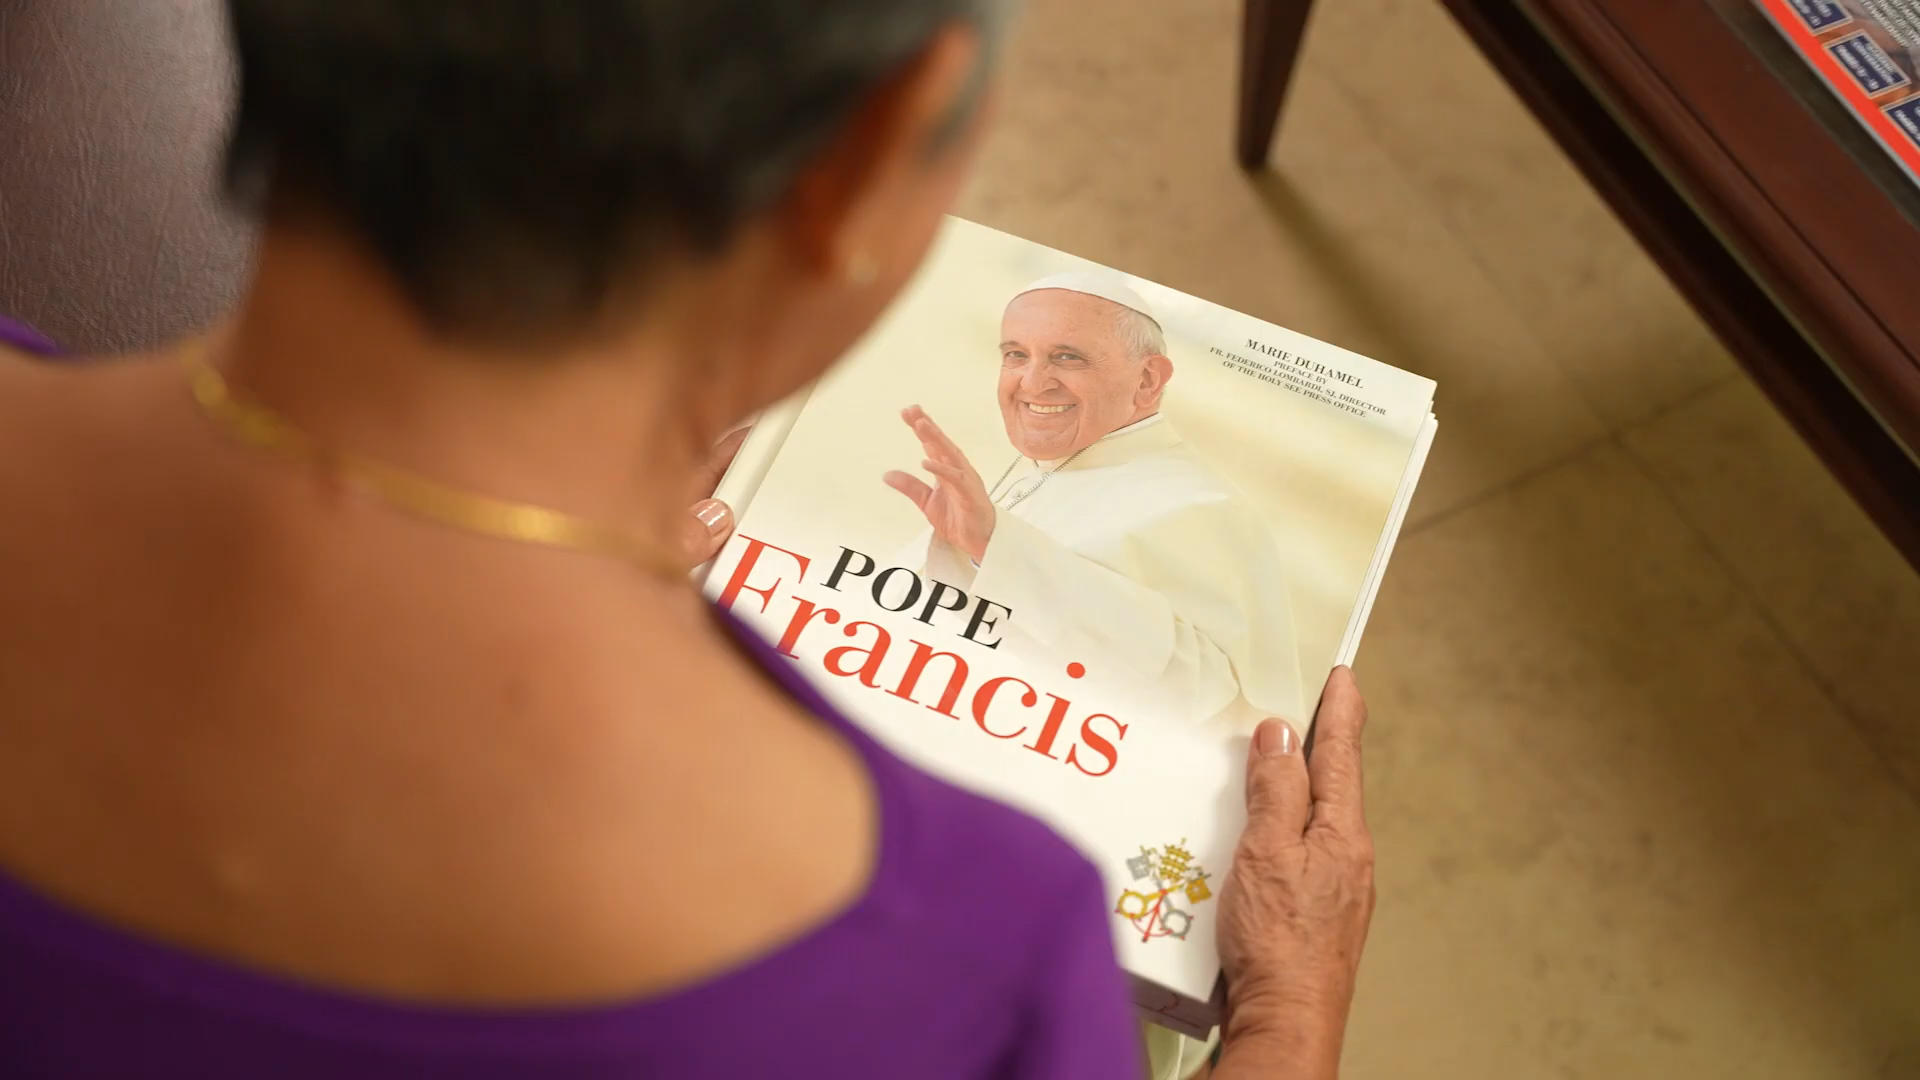 MARIE DUHAMEL
PREFACE BY
FR. FEDERICO LOMBARDI, SJ, DIRECTOR
OF THE HOLY SEE PRESS OFFICE
POPE
Francis